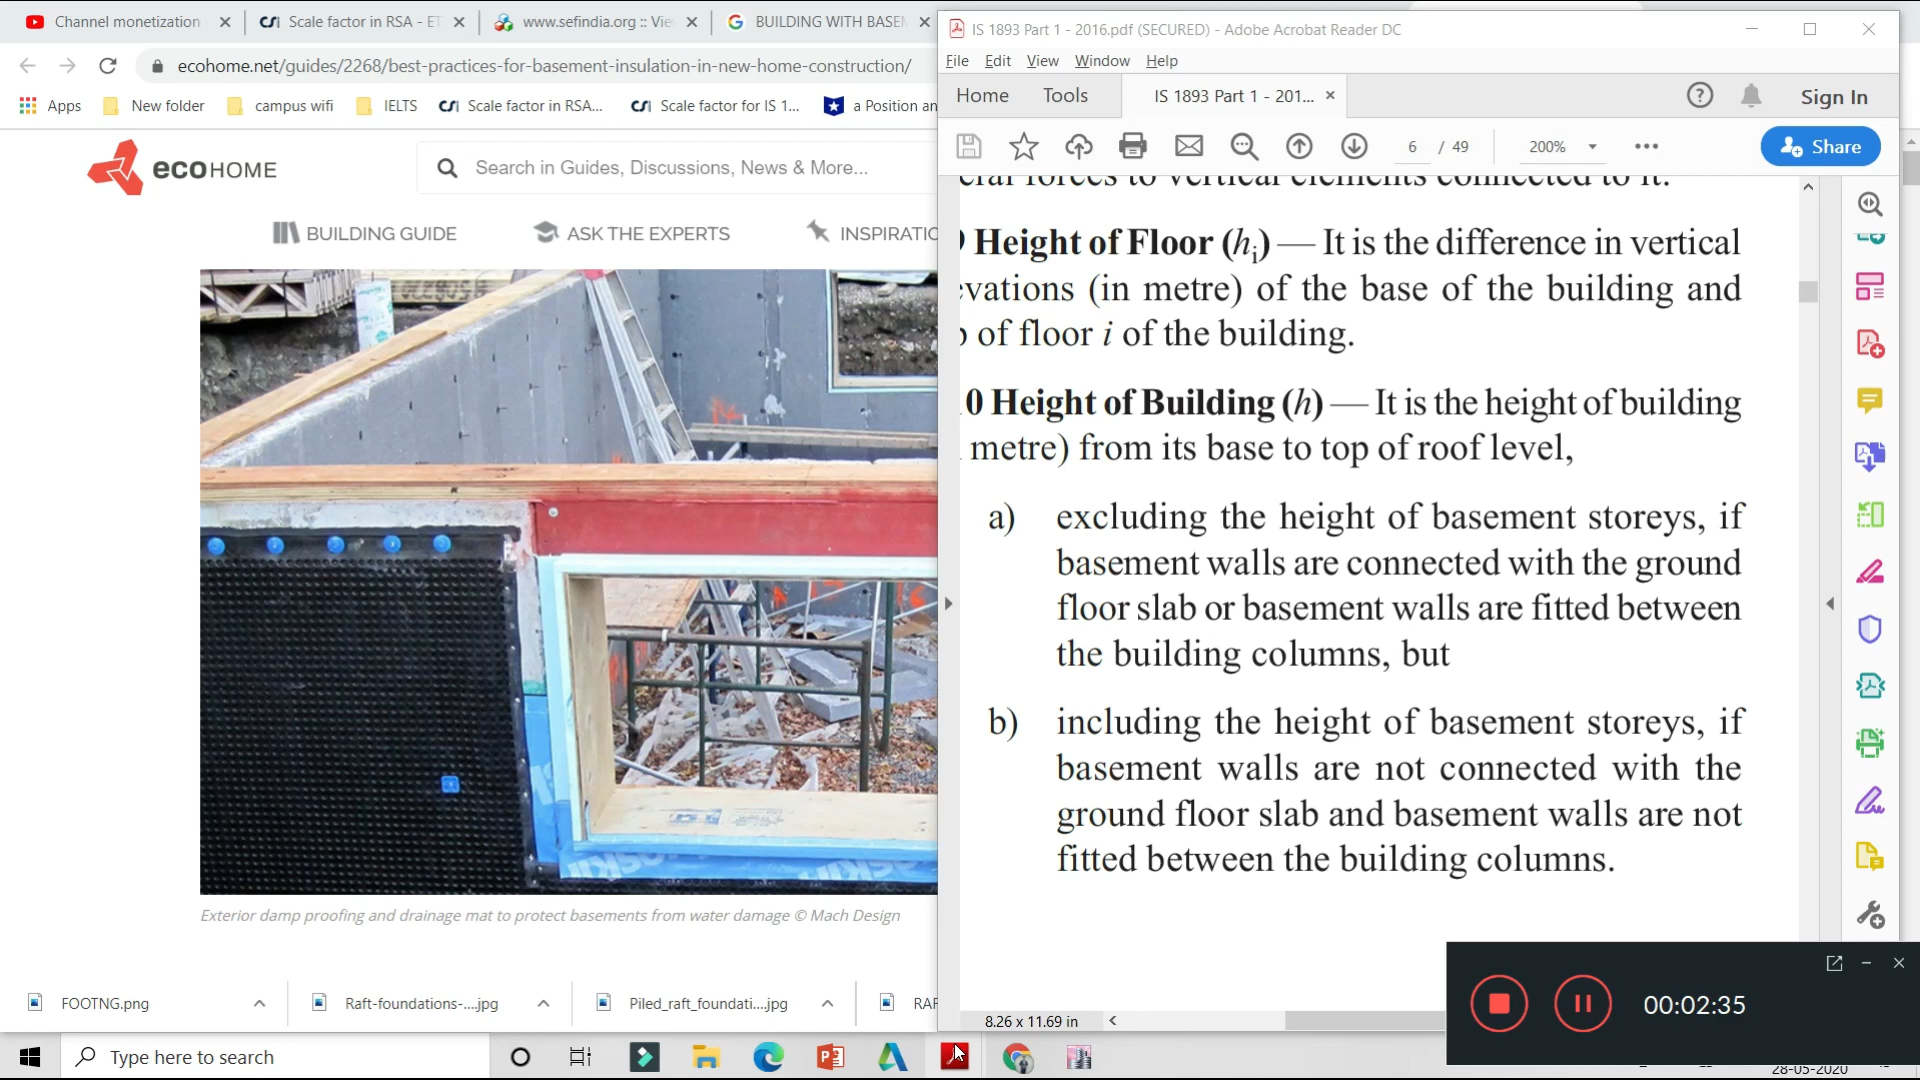 Channel monetization
Scale factor in RSA - ET
www.sefindia.org :: Vie
BUILDING WITH BASEM
ecohome.net/guides/2268/best-practices-for-basement-insulation-in-new-home-construction/
Apps
New folder
campus wifi
IELTS
Scale factor in RSA...
Scale factor for IS 1...
a Position an
ecoHOME
Search in Guides, Discussions, News & More...
BUILDING GUIDE
ASK THE EXPERTS
INSPIRATIO
Exterior damp proofing and drainage mat to protect basements from water damage © Mach Design
FOOTNG.png
Raft-foundations-....jpg
Piled_raft_foundati....jpg
RAF
IS 1893 Part 1 - 2016.pdf (SECURED) - Adobe Acrobat Reader DC
File Edit View Window Help
Home
Tools
IS 1893 Part 1 - 201...
Sign In
6 / 49
200%
Share
eral forces to vertical elements connected to it.
Height of Floor (hi) — It is the difference in vertical
evations (in metre) of the base of the building and
of floor i of the building.
0 Height of Building (h) — It is the height of building
metre) from its base to top of roof level,
a) excluding the height of basement storeys, if
basement walls are connected with the ground
floor slab or basement walls are fitted between
the building columns, but
b) including the height of basement storeys, if
basement walls are not connected with the
ground floor slab and basement walls are not
fitted between the building columns.
8.26 x 11.69 in
00:02:35
Type here to search
28-05-2020